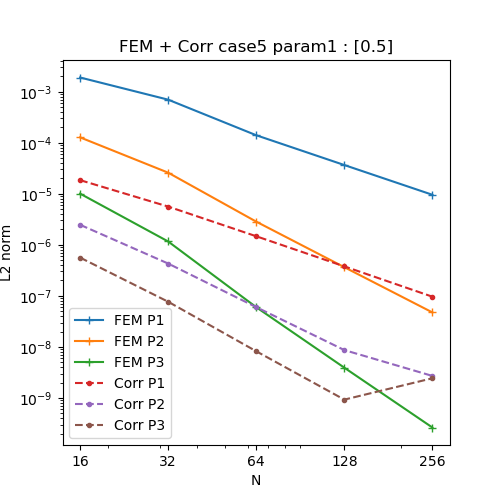 FEM + Corr case5 param1 : [0.5]
10⁻³
10⁻⁴
10⁻⁵
10⁻⁶
10⁻⁷
10⁻⁸
10⁻⁹
L2 norm
FEM P1
FEM P2
FEM P3
Corr P1
Corr P2
Corr P3
16 32 64 128 256
N